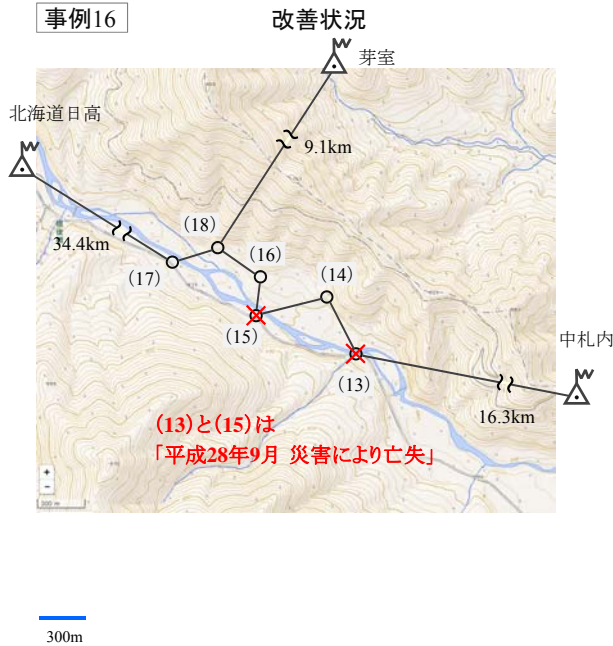 事例16
改善状況
芽室
北海道日高
9.1km
(18)
34.4km
(16)
(17)
(14)
(15)
中札内
(13)
16.3km
(13)と(15)は
「平成28年9月 災害により亡失」
+
-
300 m
300m